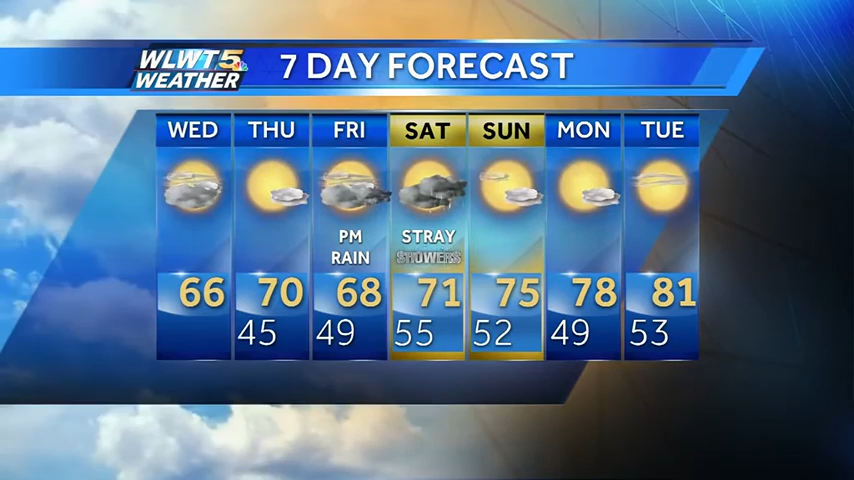 WLWT 5
WEATHER
7 DAY FORECAST
WED THU FRI SAT SUN MON TUE
PM STRAY
RAIN SHOWERS
66 70 68 71 75 78 81
45 49 55 52 49 53